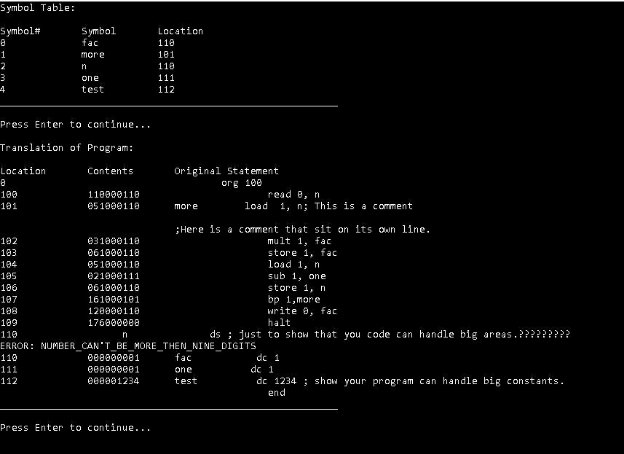 Symbol Table:
Symbol# Symbol Location
0 fac 110
1 more 101
2 n 110
3 one 111
4 test 112
Press Enter to continue...
Translation of Program:
Location Contents Original Statement
0 org 100
100 110000110 read 0, n
101 051000110 more load 1, n; This is a comment
;Here is a comment that sit on its own line.
102 031000110 mult 1, fac
103 061000110 store 1, fac
104 051000110 load 1, n
105 021000111 sub 1, one
106 061000110 store 1, n
107 161000101 bp 1,more
108 120000110 write 0, fac
109 176000000 halt
110 n ds ; just to show that you code can handle big areas.?????????
ERROR: NUMBER_CAN'T_BE_MORE_THEN_NINE_DIGITS
110 000000001 fac dc 1
111 000000001 one dc 1
112 000001234 test dc 1234 ; show your program can handle big constants.
end
Press Enter to continue...